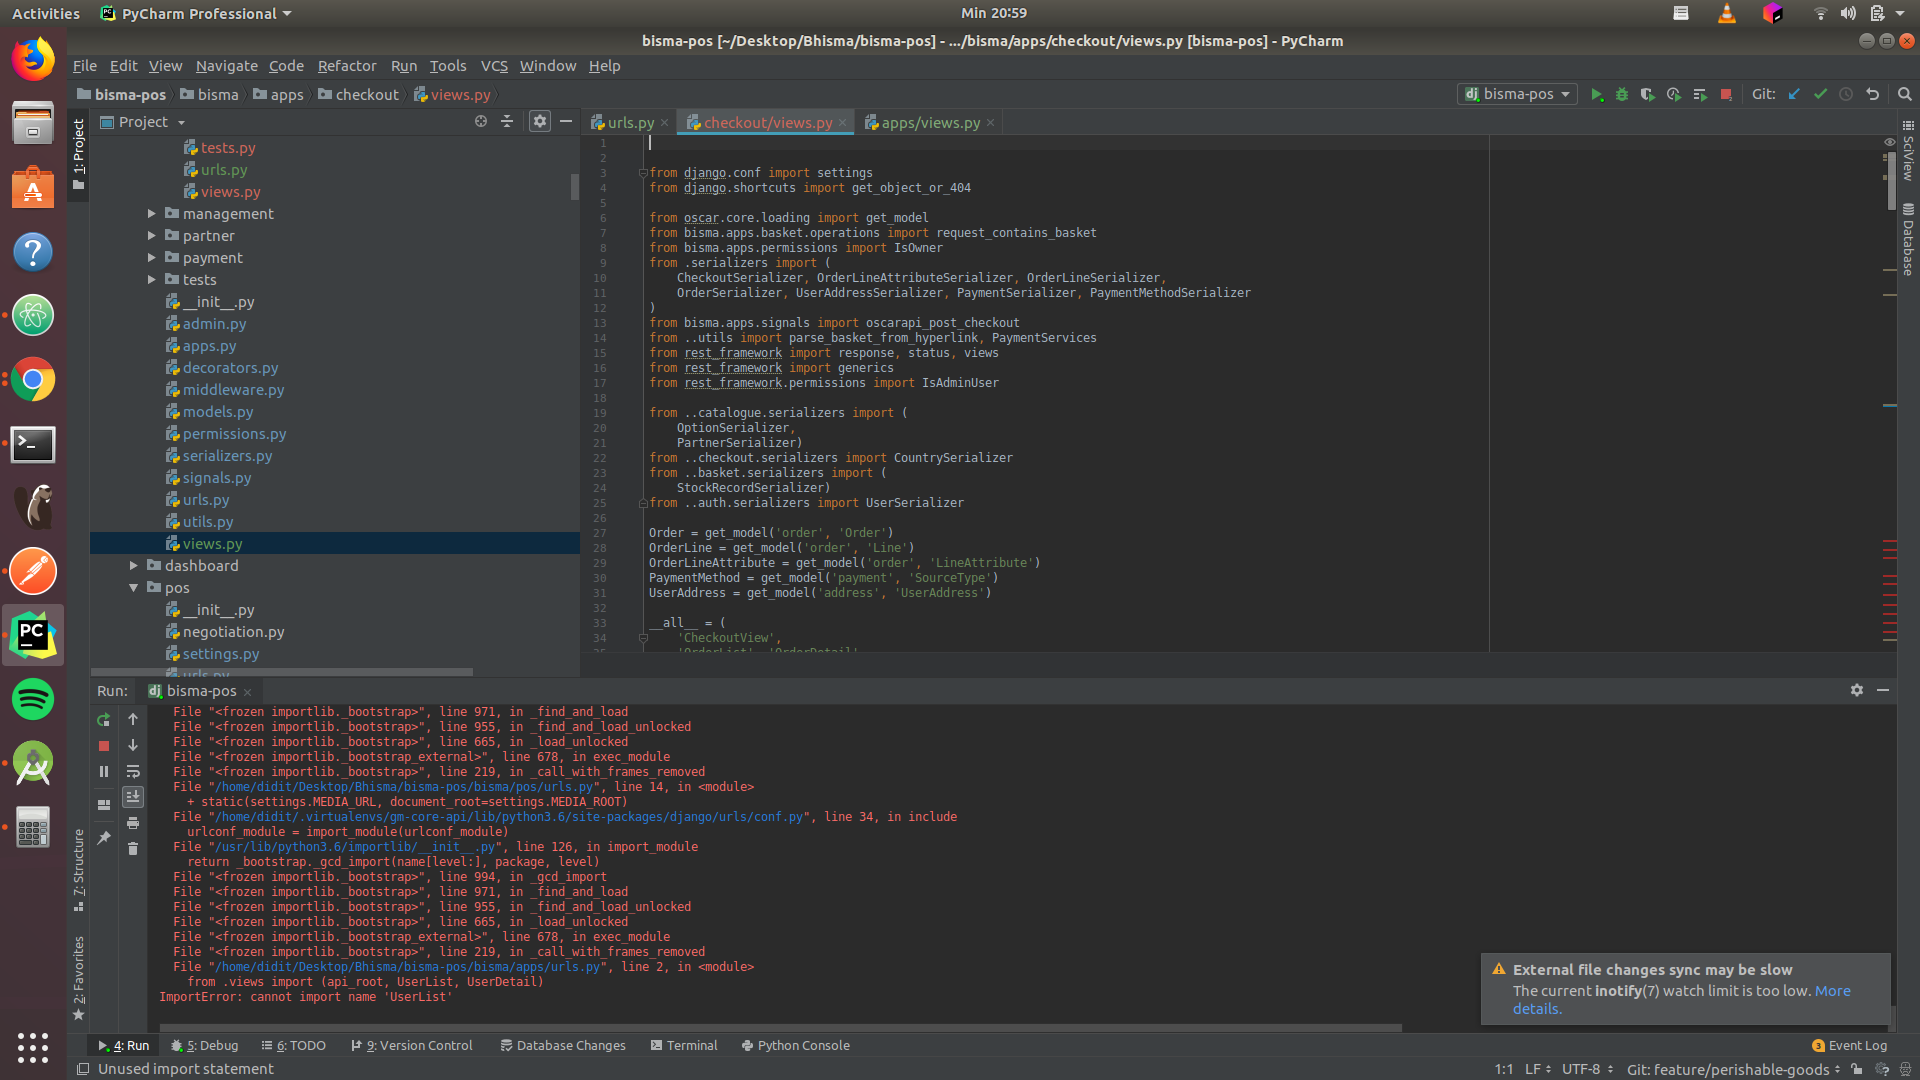 Activities
PyCharm Professional
Min 20:59
bisma-pos [~/Desktop/Bhisma/bisma-pos] - .../bisma/apps/checkout/views.py [bisma-pos] - PyCharm
File Edit View Navigate Code Refactor Run Tools VCS Window Help
bisma-pos bisma apps checkout views.py
bisma-pos
Git:
1: Project
Project
tests.py
urls.py
views.py
management
partner
payment
tests
__init__.py
admin.py
apps.py
decorators.py
middleware.py
models.py
permissions.py
serializers.py
signals.py
urls.py
utils.py
views.py
dashboard
pos
__init__.py
negotiation.py
settings.py
urls.py
urls.py checkout/views.py apps/views.py
1
2
3 from django.conf import settings
4 from django.shortcuts import get_object_or_404
5
6 from oscar.core.loading import get_model
7 from bisma.apps.basket.operations import request_contains_basket
8 from bisma.apps.permissions import IsOwner
9 from .serializers import (
10 CheckoutSerializer, OrderLineAttributeSerializer, OrderLineSerializer,
11 OrderSerializer, UserAddressSerializer, PaymentSerializer, PaymentMethodSerializer
12 )
13 from bisma.apps.signals import oscarapi_post_checkout
14 from ..utils import parse_basket_from_hyperlink, PaymentServices
15 from rest_framework import response, status, views
16 from rest_framework import generics
17 from rest_framework.permissions import IsAdminUser
18
19 from ..catalogue.serializers import (
20 OptionSerializer,
21 PartnerSerializer)
22 from ..checkout.serializers import CountrySerializer
23 from ..basket.serializers import (
24 StockRecordSerializer)
25 from ..auth.serializers import UserSerializer
26
27 Order = get_model('order', 'Order')
28 OrderLine = get_model('order', 'Line')
29 OrderLineAttribute = get_model('order', 'LineAttribute')
30 PaymentMethod = get_model('payment', 'SourceType')
31 UserAddress = get_model('address', 'UserAddress')
32
33 __all__ = (
34 'CheckoutView',
35 'OrderList', 'OrderDetail',
SciView
Database
Run: bisma-pos
File "<frozen importlib._bootstrap>", line 971, in _find_and_load
File "<frozen importlib._bootstrap>", line 955, in _find_and_load_unlocked
File "<frozen importlib._bootstrap>", line 665, in _load_unlocked
File "<frozen importlib._bootstrap_external>", line 678, in exec_module
File "<frozen importlib._bootstrap>", line 219, in _call_with_frames_removed
File "/home/didit/Desktop/Bhisma/bisma-pos/bisma/pos/urls.py", line 14, in <module>
+ static(settings.MEDIA_URL, document_root=settings.MEDIA_ROOT)
File "/home/didit/.virtualenvs/gm-core-api/lib/python3.6/site-packages/django/urls/conf.py", line 34, in include
urlconf_module = import_module(urlconf_module)
File "/usr/lib/python3.6/importlib/__init__.py", line 126, in import_module
return _bootstrap._gcd_import(name[level:], package, level)
File "<frozen importlib._bootstrap>", line 994, in _gcd_import
File "<frozen importlib._bootstrap>", line 971, in _find_and_load
File "<frozen importlib._bootstrap>", line 955, in _find_and_load_unlocked
File "<frozen importlib._bootstrap>", line 665, in _load_unlocked
File "<frozen importlib._bootstrap_external>", line 678, in exec_module
File "<frozen importlib._bootstrap>", line 219, in _call_with_frames_removed
File "/home/didit/Desktop/Bhisma/bisma-pos/bisma/apps/urls.py", line 2, in <module>
from .views import (api_root, UserList, UserDetail)
ImportError: cannot import name 'UserList'
7: Structure
2: Favorites
External file changes sync may be slow
The current inotify(7) watch limit is too low. More
details.
4: Run 5: Debug 6: TODO 9: Version Control Database Changes Terminal Python Console
3 Event Log
Unused import statement
1:1 LF UTF-8 Git: feature/perishable-goods